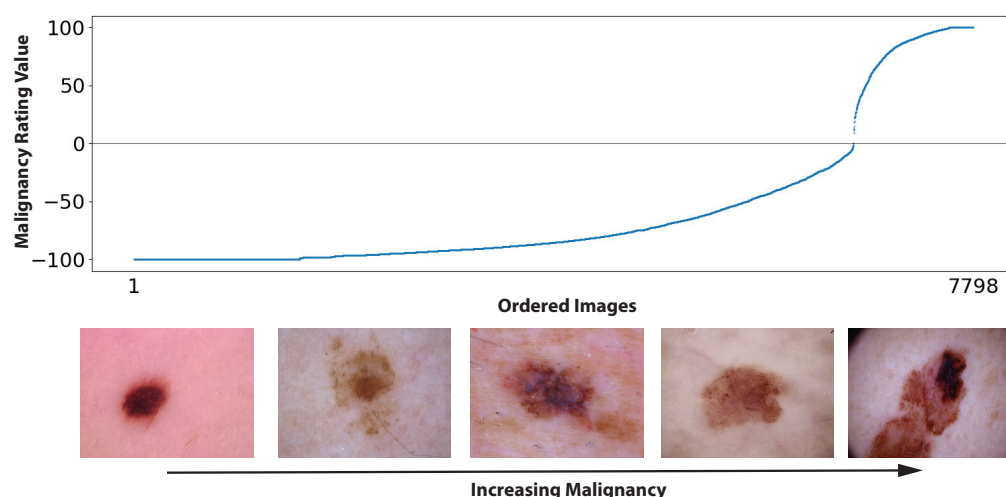 Malignancy Rating Value
100
50
0
−50
−100
1
7798
Ordered Images
Increasing Malignancy